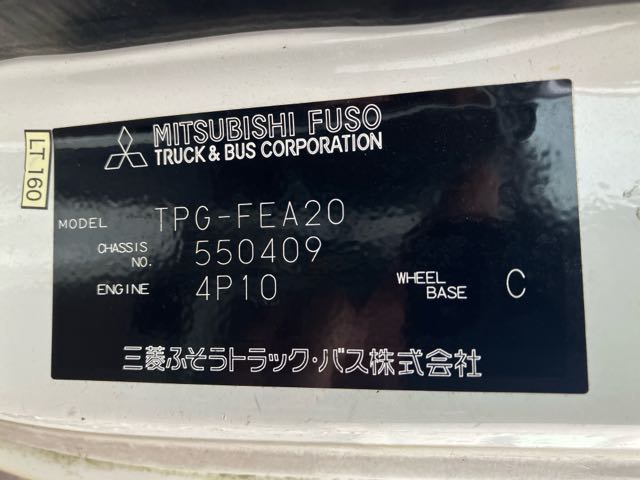 LT 160
MITSUBISHI FUSO
TRUCK & BUS CORPORATION
MODEL TPG-FEA20
CHASSIS NO. 550409
ENGINE 4P10 WHEEL BASE C
三菱ふそうトラック・バス株式会社